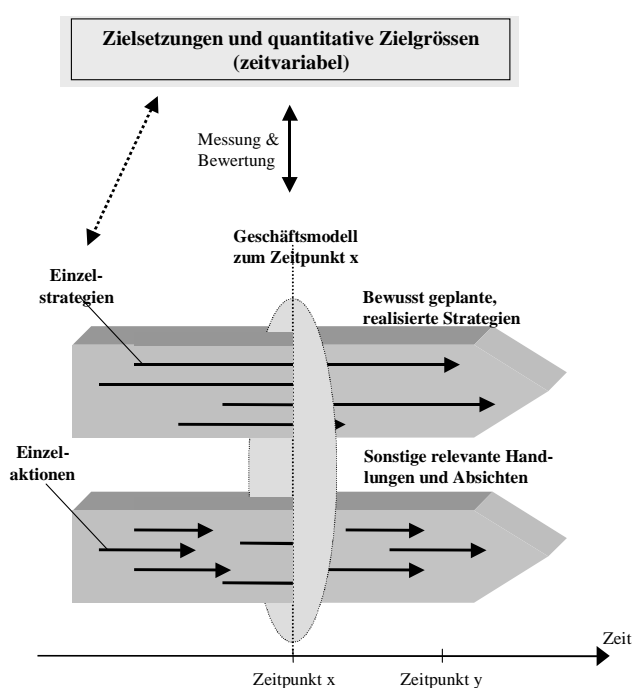 Zielsetzungen und quantitative Zielgrössen
(zeitvariabel)
Messung &
Bewertung
Geschäftsmodell
zum Zeitpunkt x
Einzel-
strategien
Bewusst geplante,
realisierte Strategien
Einzel-
aktionen
Sonstige relevante Hand-
lungen und Absichten
Zeit
Zeitpunkt x
Zeitpunkt y